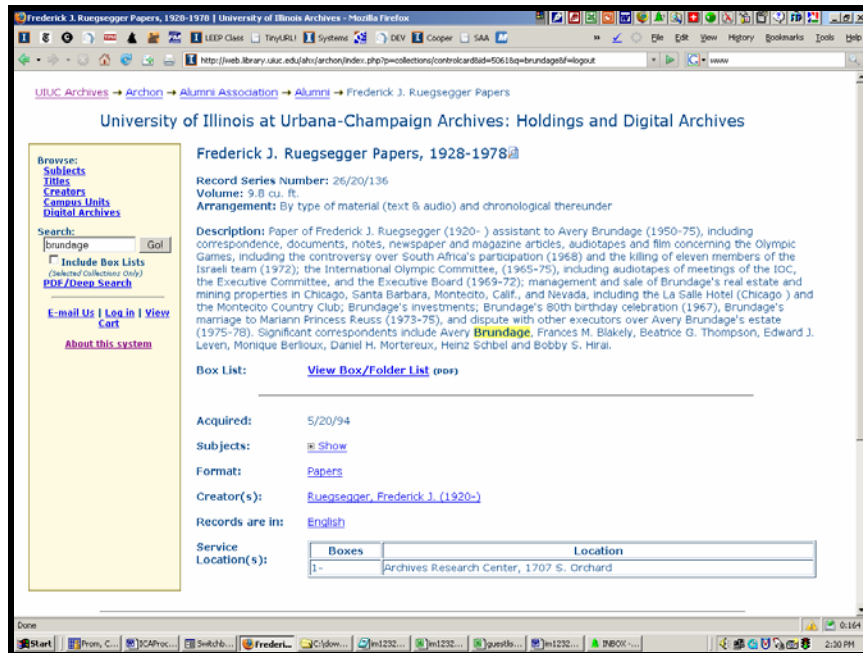 Frederick J. Ruegsegger Papers, 1928-1978 | University of Illinois Archives - Mozilla Firefox
LEEP Class TinyURL! Systems DEV Cooper SAA » File Edit View History Bookmarks Tools Help
http://web.library.uiuc.edu/ahx/archon/index.php?p=collections/controlcard&id=5061&q=brundage&f=logout
UIUC Archives → Archon → Alumni Association → Alumni → Frederick J. Ruegsegger Papers
University of Illinois at Urbana-Champaign Archives: Holdings and Digital Archives
Browse:
Subjects
Titles
Creators
Campus Units
Digital Archives
Search:
brundage Go!
Include Box Lists
(Selected Collections Only)
PDF/Deep Search
E-mail Us | Log in | View
Cart
About this system
Frederick J. Ruegsegger Papers, 1928-1978
Record Series Number: 26/20/136
Volume: 9.8 cu. ft.
Arrangement: By type of material (text & audio) and chronological thereunder
Description: Paper of Frederick J. Ruegsegger (1920- ) assistant to Avery Brundage (1950-75), including
correspondence, documents, notes, newspaper and magazine articles, audiotapes and film concerning the Olympic
Games, including the controversy over South Africa's participation (1968) and the killing of eleven members of the
Israeli team (1972); the International Olympic Committee, (1965-75), including audiotapes of meetings of the IOC,
the Executive Committee, and the Executive Board (1969-72); management and sale of Brundage's real estate and
mining properties in Chicago, Santa Barbara, Montecito, Calif., and Nevada, including the La Salle Hotel (Chicago ) and
the Montecito Country Club; Brundage's investments; Brundage's 80th birthday celebration (1967), Brundage's
marriage to Mariann Princess Reuss (1973-75), and dispute with other executors over Avery Brundage's estate
(1975-78). Significant correspondents include Avery Brundage, Frances M. Blakely, Beatrice G. Thompson, Edward J.
Leven, Monique Berlioux, Daniel H. Mortereux, Heinz Schbel and Bobby S. Hirai.
Box List: View Box/Folder List (PDF)
Acquired: 5/20/94
Subjects: Show
Format: Papers
Creator(s): Ruegsegger, Frederick J. (1920-)
Records are in: English
Service
Location(s):
Boxes Location
1- Archives Research Center, 1707 S. Orchard
Done 0:164
Start Prom, C... ICAProc... Switchb... Frederi... C:\dow... im1232... im1232... guestlis... im1232... INBOX -... 2:30 PM